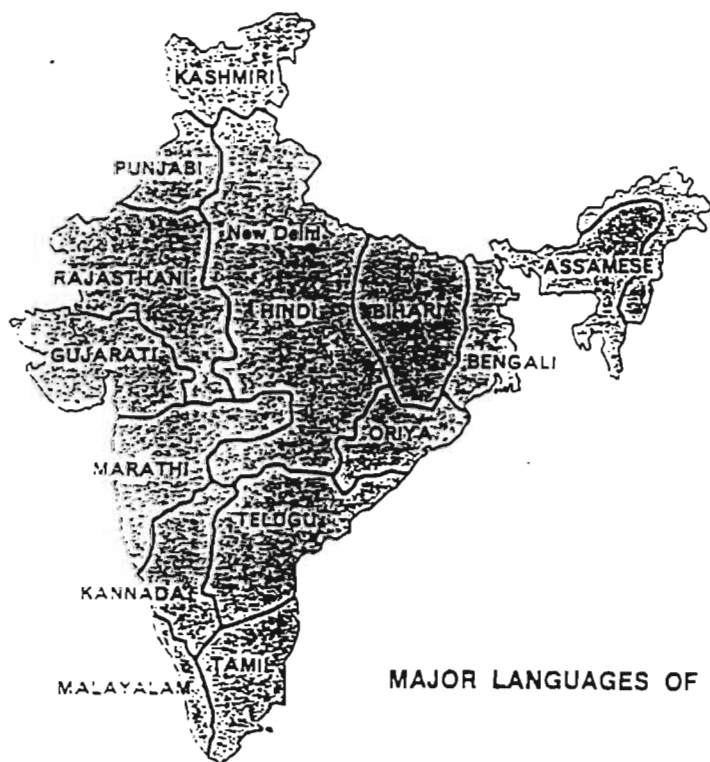 KASHMIRI
PUNJABI
New Delhi
RAJASTHANI
HINDI
BIHARI
ASSAMESE
GUJARATI
BENGALI
ORIYA
MARATHI
TELUGU
KANNADA
TAMIL
MALAYALAM
MAJOR LANGUAGES OF